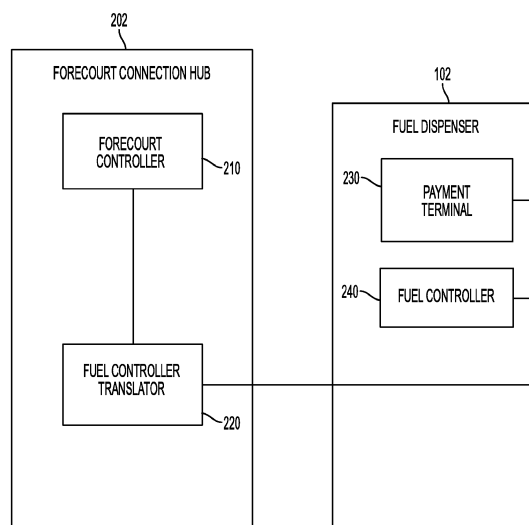 202
FORECOURT CONNECTION HUB
FORECOURT
CONTROLLER
210
FUEL CONTROLLER
TRANSLATOR
220
102
FUEL DISPENSER
230
PAYMENT
TERMINAL
240
FUEL CONTROLLER